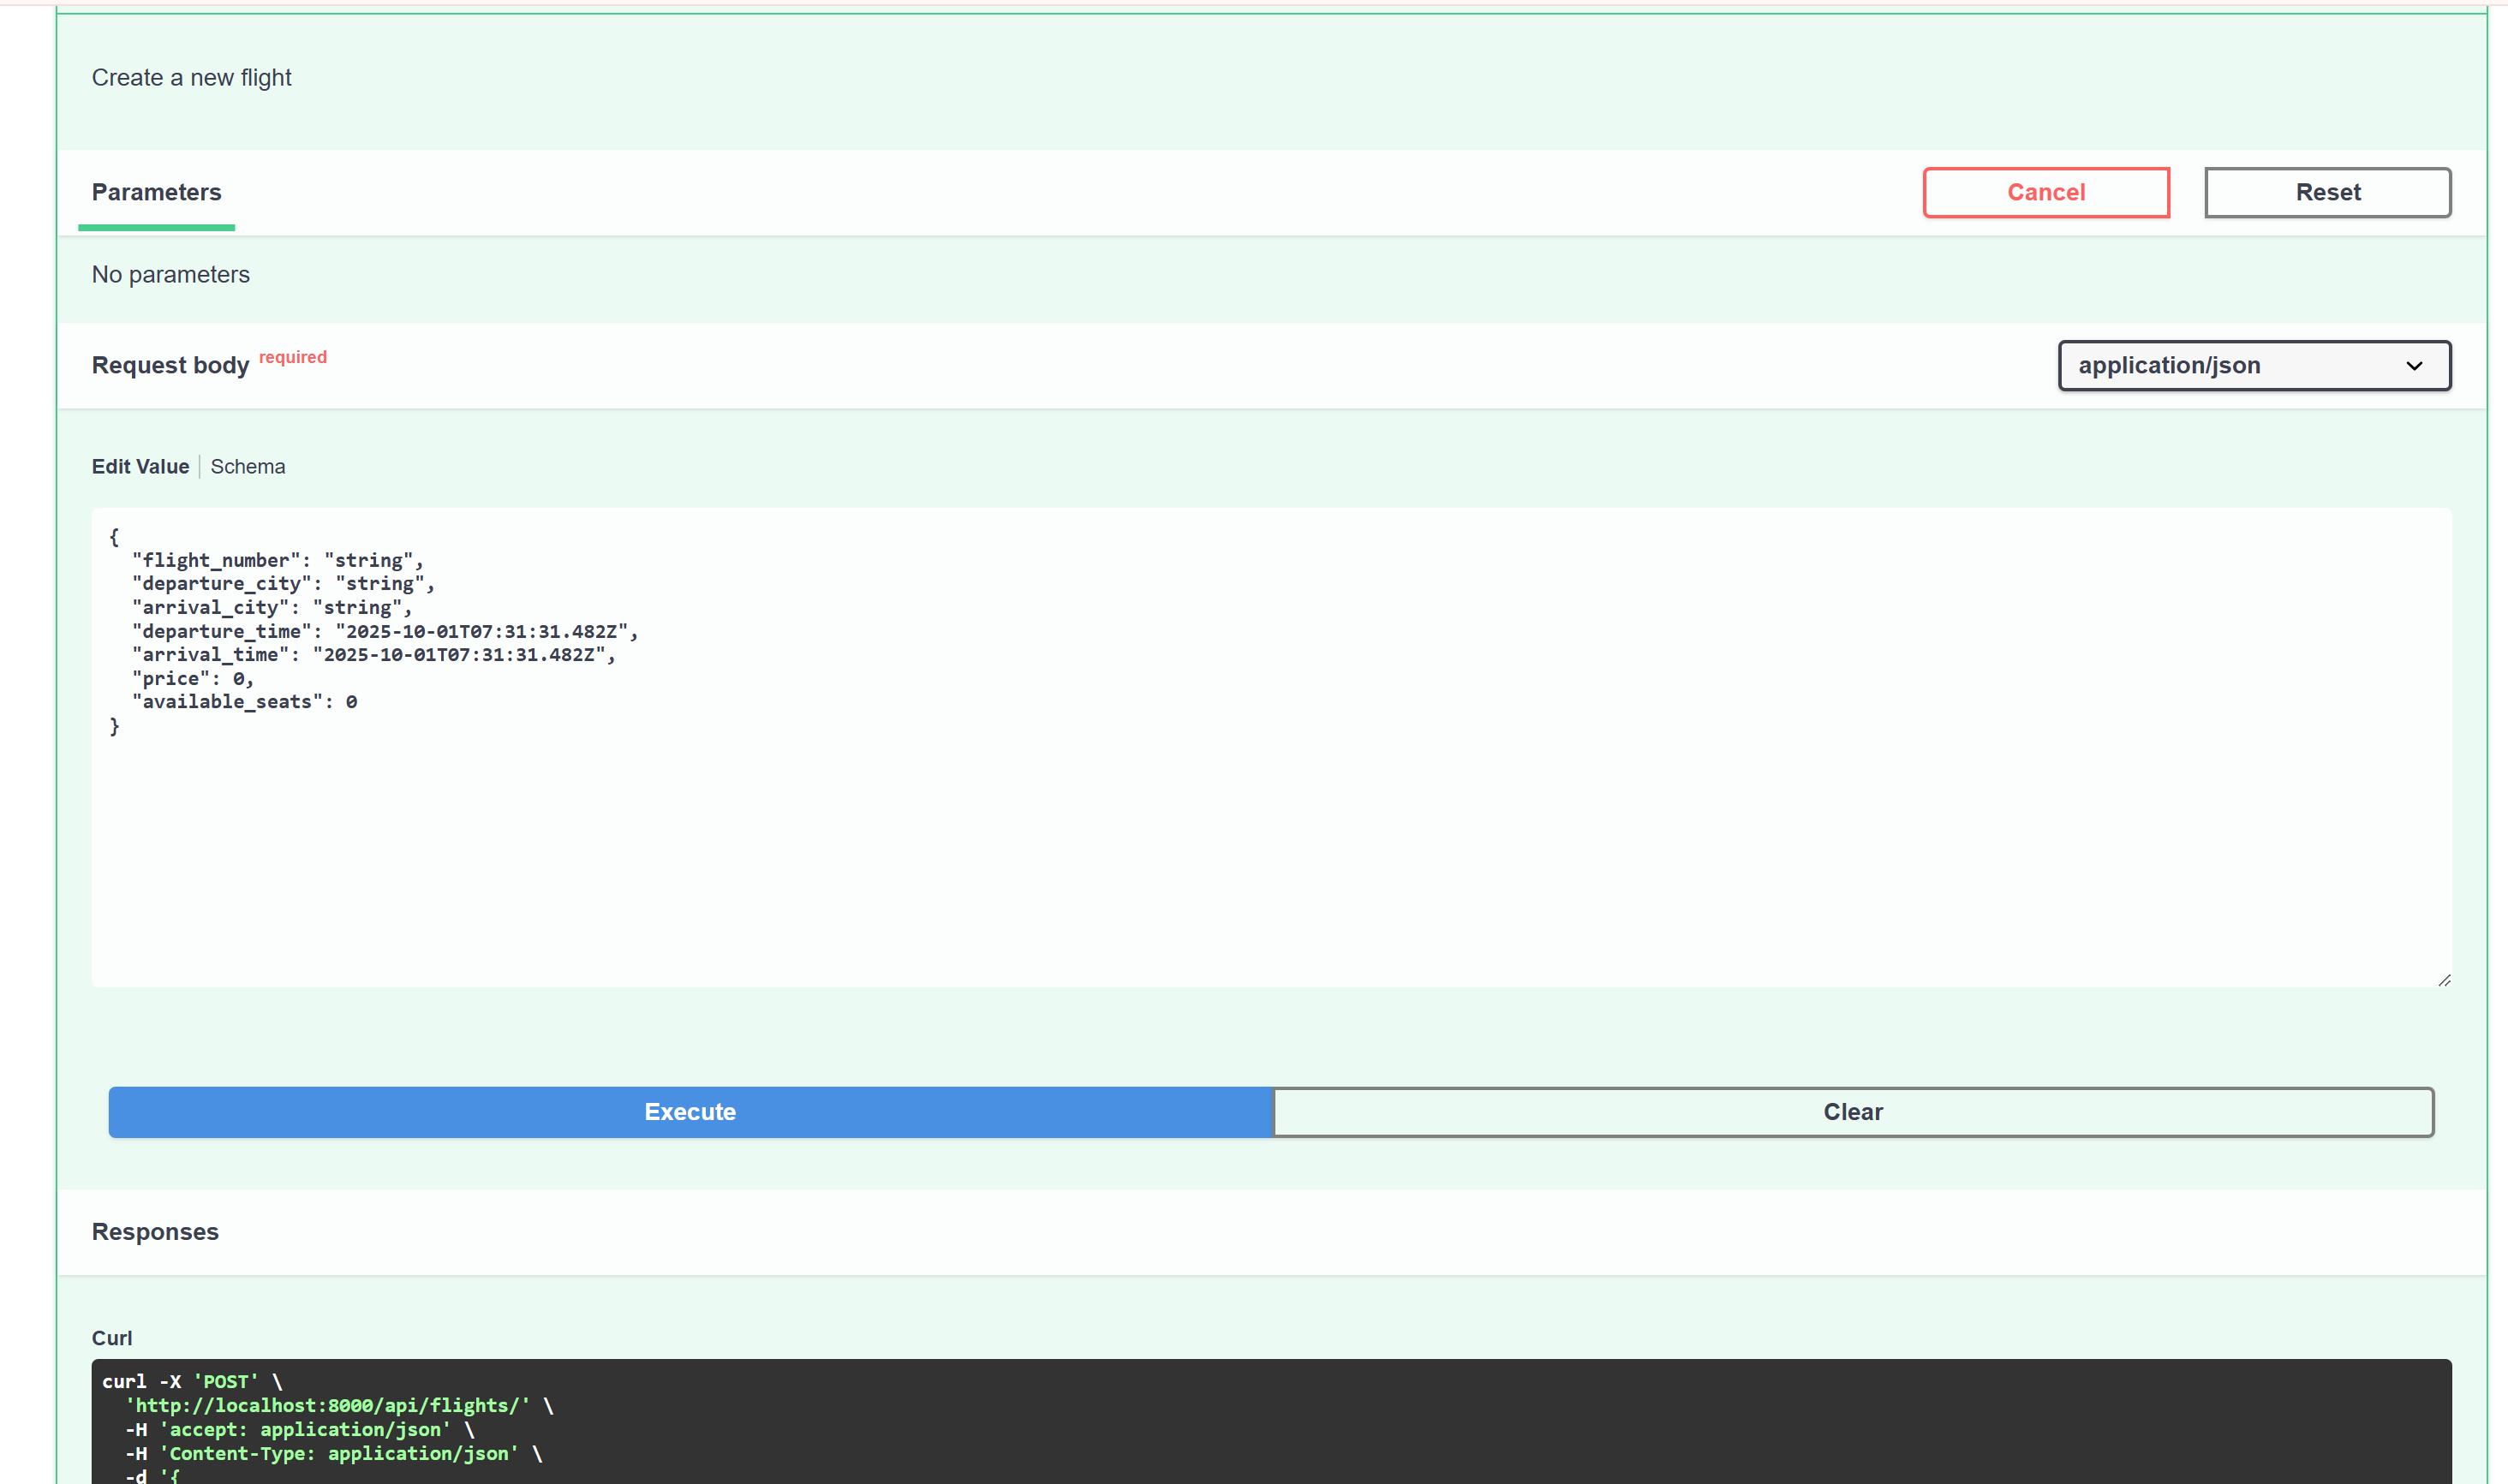 Create a new flight
Parameters
Cancel
Reset
No parameters
Request body required
application/json
Edit Value | Schema
{
  "flight_number": "string",
  "departure_city": "string",
  "arrival_city": "string",
  "departure_time": "2025-10-01T07:31:31.482Z",
  "arrival_time": "2025-10-01T07:31:31.482Z",
  "price": 0,
  "available_seats": 0
}
Execute
Clear
Responses
Curl
curl -X 'POST' \
  'http://localhost:8000/api/flights/' \
  -H 'accept: application/json' \
  -H 'Content-Type: application/json' \
  -d '{